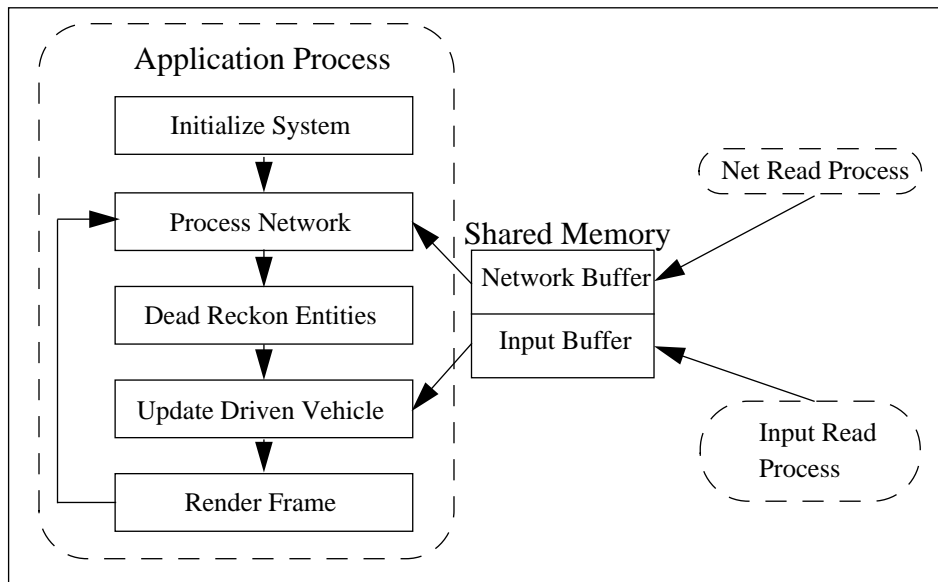 Application Process
Initialize System
Process Network
Dead Reckon Entities
Update Driven Vehicle
Render Frame
Shared Memory
Network Buffer
Input Buffer
Net Read Process
Input Read
Process